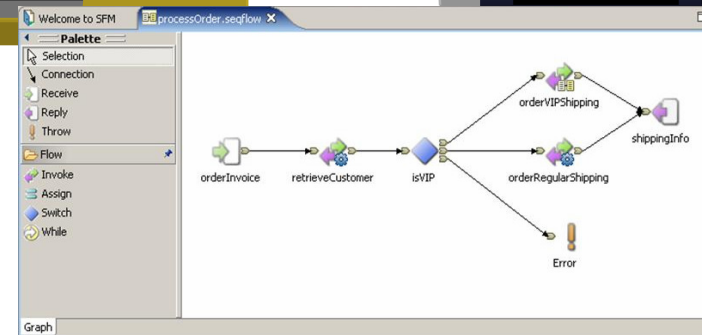 Welcome to SFM
processOrder.seqflow
Palette
Selection
Connection
Receive
Reply
Throw
Flow
Invoke
Assign
Switch
While
orderVIPShipping
shippingInfo
orderInvoice
retrieveCustomer
isVIP
orderRegularShipping
Error
Graph